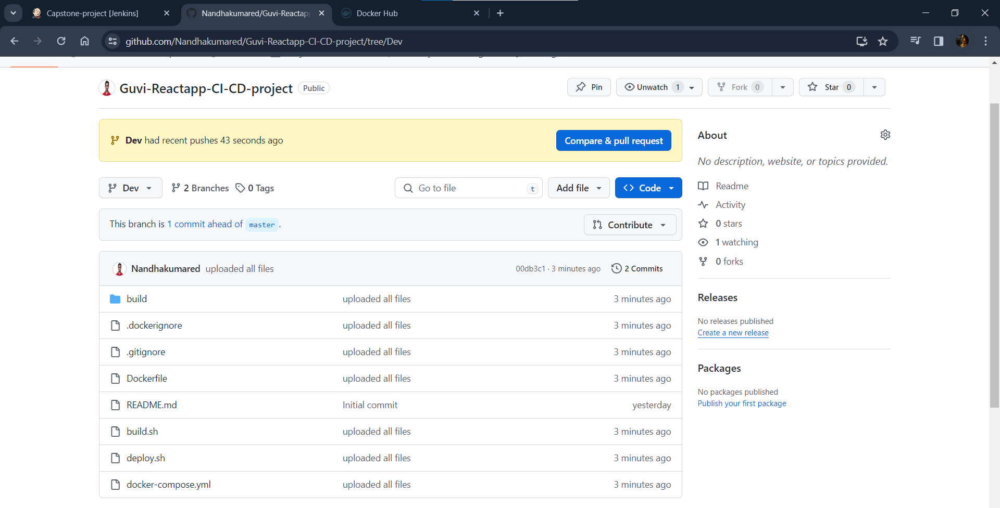 Capstone-project [Jenkins]
Nandhakumared/Guvi-Reactapp
Docker Hub
github.com/Nandhakumared/Guvi-Reactapp-CI-CD-project/tree/Dev
Guvi-Reactapp-CI-CD-project Public
Pin
Unwatch 1
Fork 0
Star 0
Dev had recent pushes 43 seconds ago
Compare & pull request
Dev
2 Branches
0 Tags
Go to file t
Add file
Code
This branch is 1 commit ahead of master .
Contribute
Nandhakumared uploaded all files 00db3c1 · 3 minutes ago 2 Commits
build uploaded all files 3 minutes ago
.dockerignore uploaded all files 3 minutes ago
.gitignore uploaded all files 3 minutes ago
Dockerfile uploaded all files 3 minutes ago
README.md Initial commit yesterday
build.sh uploaded all files 3 minutes ago
deploy.sh uploaded all files 3 minutes ago
docker-compose.yml uploaded all files 3 minutes ago
About
No description, website, or topics provided.
Readme
Activity
0 stars
1 watching
0 forks
Releases
No releases published
Create a new release
Packages
No packages published
Publish your first package